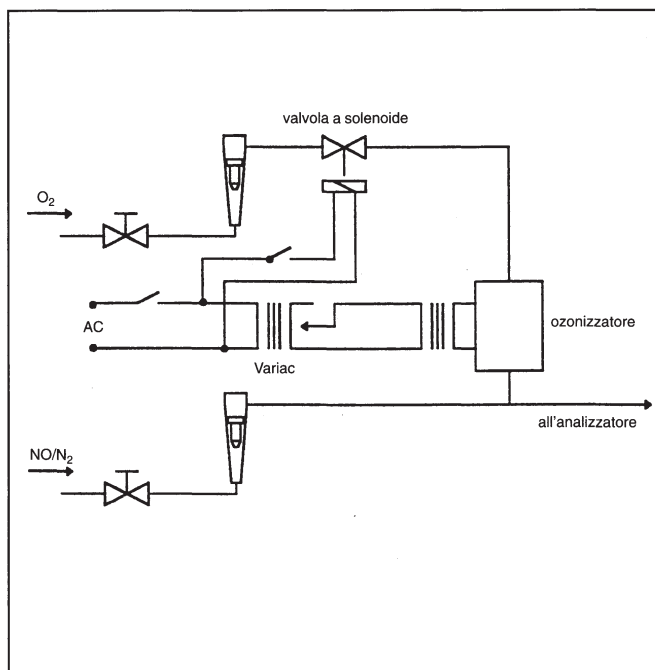 valvola a solenoide
O₂
AC
ozonizzatore
Variac
all'analizzatore
NO/N₂